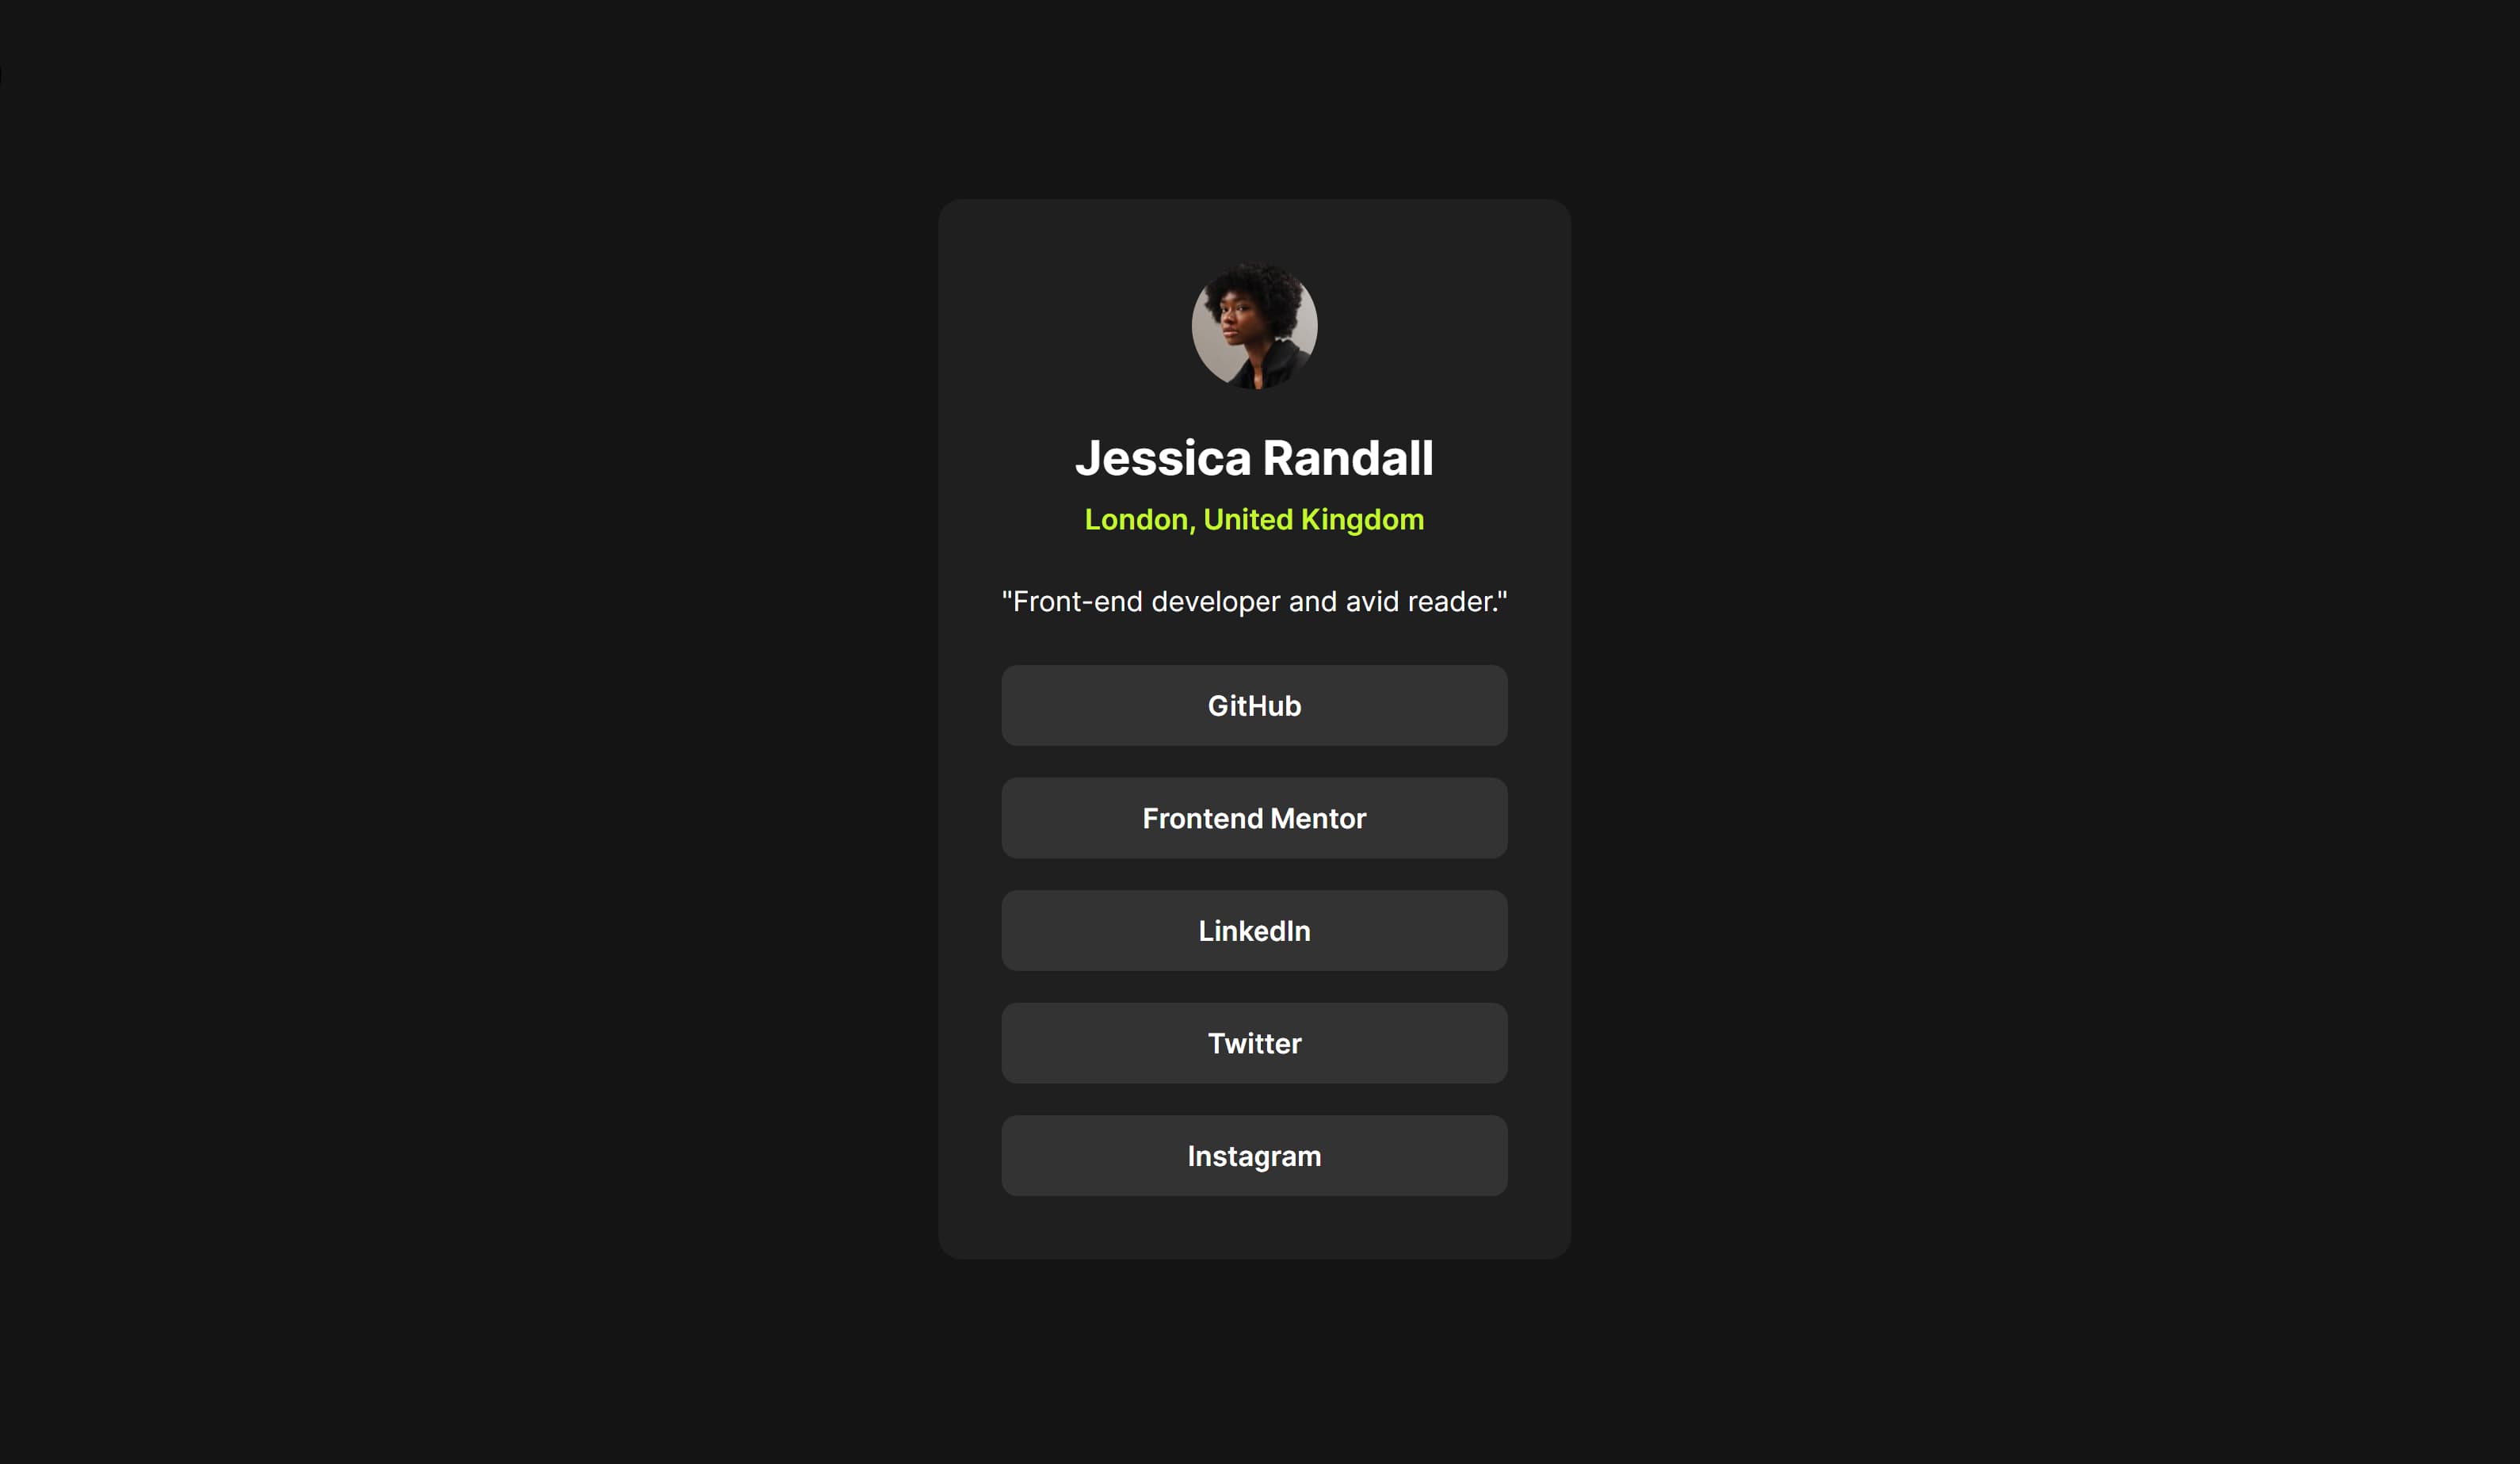 Jessica Randall
London, United Kingdom
"Front-end developer and avid reader."
GitHub
Frontend Mentor
LinkedIn
Twitter
Instagram